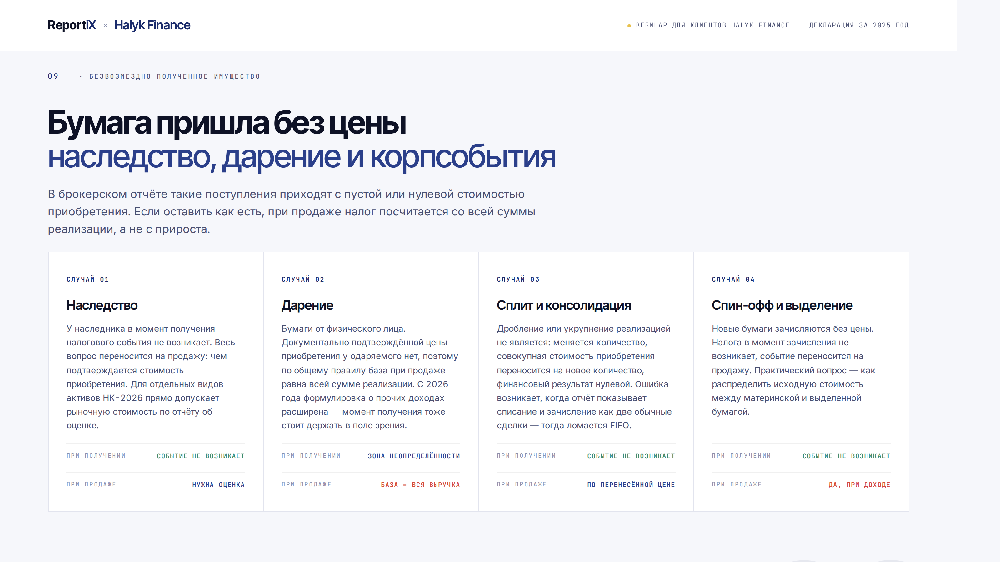 ReportiX × Halyk Finance
ВЕБИНАР ДЛЯ КЛИЕНТОВ HALYK FINANCE
ДЕКЛАРАЦИЯ ЗА 2025 ГОД
09 · БЕЗВОЗМЕЗДНО ПОЛУЧЕННОЕ ИМУЩЕСТВО
Бумага пришла без цены
наследство, дарение и корпсобытия
В брокерском отчёте такие поступления приходят с пустой или нулевой стоимостью
приобретения. Если оставить как есть, при продаже налог посчитается со всей суммы
реализации, а не с прироста.
СЛУЧАЙ 01
Наследство
У наследника в момент получения
налогового события не возникает. Весь
вопрос переносится на продажу: чем
подтверждается стоимость
приобретения. Для отдельных видов
активов НК-2026 прямо допускает
рыночную стоимость по отчёту об
оценке.
ПРИ ПОЛУЧЕНИИ СОБЫТИЕ НЕ ВОЗНИКАЕТ
ПРИ ПРОДАЖЕ НУЖНА ОЦЕНКА
СЛУЧАЙ 02
Дарение
Бумаги от физического лица.
Документально подтверждённой цены
приобретения у одаряемого нет, поэтому
по общему правилу база при продаже
равна всей сумме реализации. С 2026
года формулировка о прочих доходах
расширена — момент получения тоже
стоит держать в поле зрения.
ПРИ ПОЛУЧЕНИИ ЗОНА НЕОПРЕДЕЛЁННОСТИ
ПРИ ПРОДАЖЕ БАЗА = ВСЯ ВЫРУЧКА
СЛУЧАЙ 03
Сплит и консолидация
Дробление или укрупнение реализацией
не является: меняется количество,
совокупная стоимость приобретения
переносится на новое количество,
финансовый результат нулевой. Ошибка
возникает, когда отчёт показывает
списание и зачисление как две обычные
сделки — тогда ломается FIFO.
ПРИ ПОЛУЧЕНИИ СОБЫТИЕ НЕ ВОЗНИКАЕТ
ПРИ ПРОДАЖЕ ПО ПЕРЕНЕСЁННОЙ ЦЕНЕ
СЛУЧАЙ 04
Спин-офф и выделение
Новые бумаги зачисляются без цены.
Налога в момент зачисления не
возникает, событие переносится на
продажу. Практический вопрос — как
распределить исходную стоимость
между материнской и выделенной
бумагой.
ПРИ ПОЛУЧЕНИИ СОБЫТИЕ НЕ ВОЗНИКАЕТ
ПРИ ПРОДАЖЕ ДА, ПРИ ДОХОДЕ